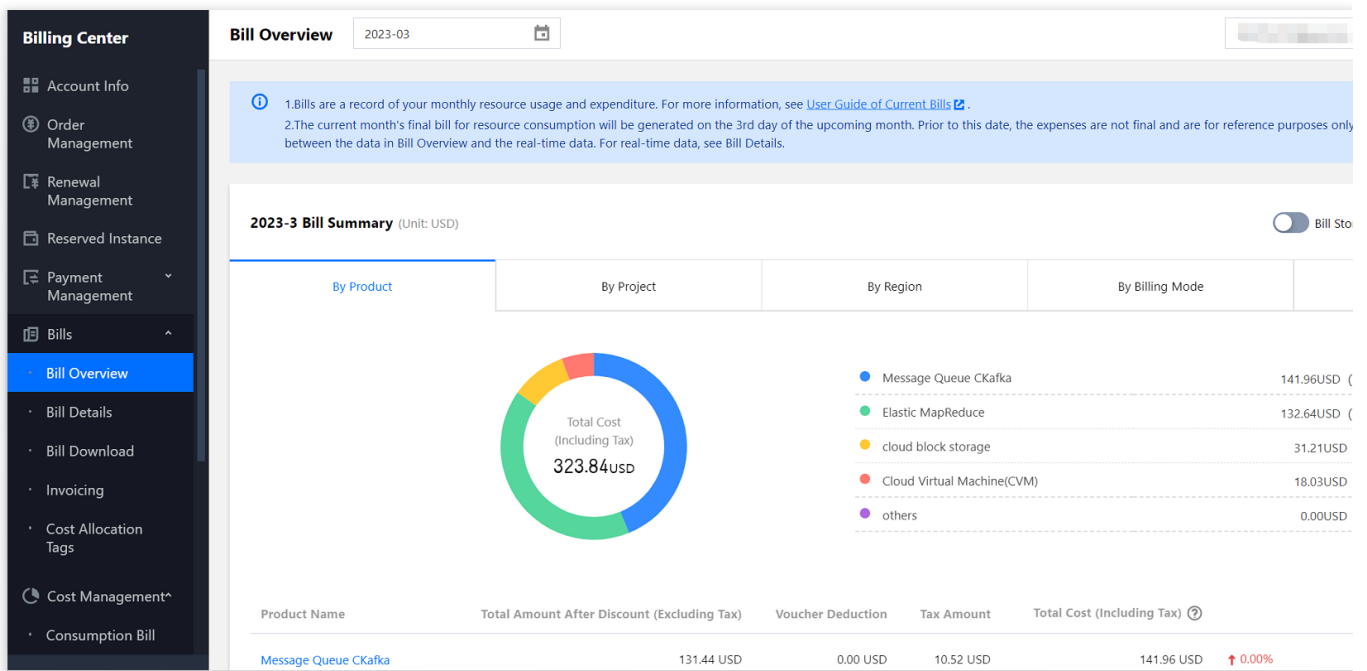 Billing Center
Account Info
Order
Management
Renewal
Management
Reserved Instance
Payment
Management
Bills
Bill Overview
Bill Details
Bill Download
Invoicing
Cost Allocation
Tags
Cost Management
Consumption Bill
Bill Overview
2023-03
1.Bills are a record of your monthly resource usage and expenditure. For more information, see User Guide of Current Bills .
2.The current month's final bill for resource consumption will be generated on the 3rd day of the upcoming month. Prior to this date, the expenses are not final and are for reference purposes only
between the data in Bill Overview and the real-time data. For real-time data, see Bill Details.
2023-3 Bill Summary (Unit: USD)
Bill Sto
By Product
By Project
By Region
By Billing Mode
Total Cost
(Including Tax)
323.84USD
Message Queue CKafka 141.96USD (
Elastic MapReduce 132.64USD (
cloud block storage 31.21USD
Cloud Virtual Machine(CVM) 18.03USD
others 0.00USD
Product Name Total Amount After Discount (Excluding Tax) Voucher Deduction Tax Amount Total Cost (Including Tax) ?
Message Queue CKafka 131.44 USD 0.00 USD 10.52 USD 141.96 USD ↑ 0.00%